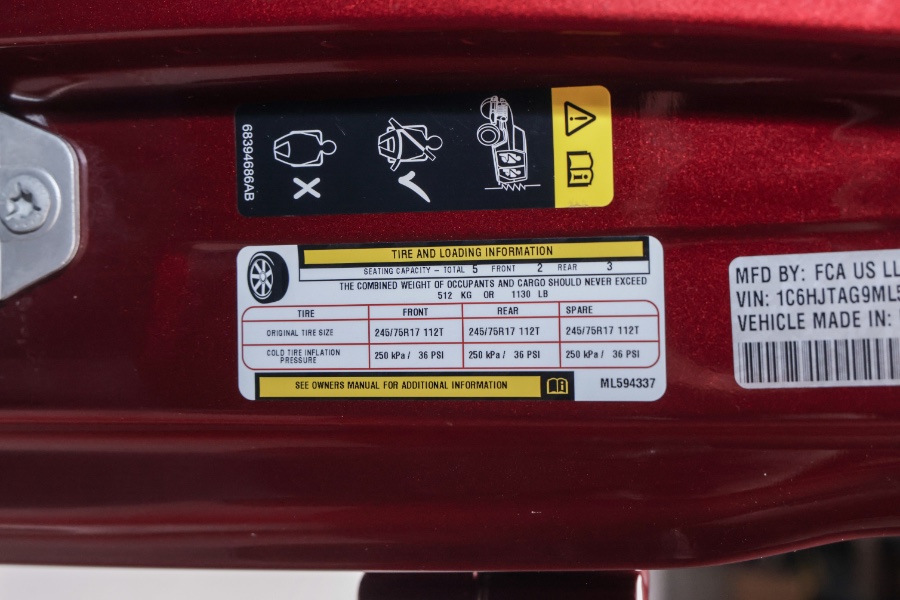 68394686AB
TIRE AND LOADING INFORMATION
SEATING CAPACITY - TOTAL 5 FRONT 2 REAR 3
THE COMBINED WEIGHT OF OCCUPANTS AND CARGO SHOULD NEVER EXCEED
512 KG OR 1130 LB
TIRE FRONT REAR SPARE
ORIGINAL TIRE SIZE 245/75R17 112T 245/75R17 112T 245/75R17 112T
COLD TIRE INFLATION PRESSURE 250 kPa / 36 PSI 250 kPa / 36 PSI 250 kPa / 36 PSI
SEE OWNERS MANUAL FOR ADDITIONAL INFORMATION
ML594337
MFD BY: FCA US LL
VIN: 1C6HJTAG9ML5
VEHICLE MADE IN: